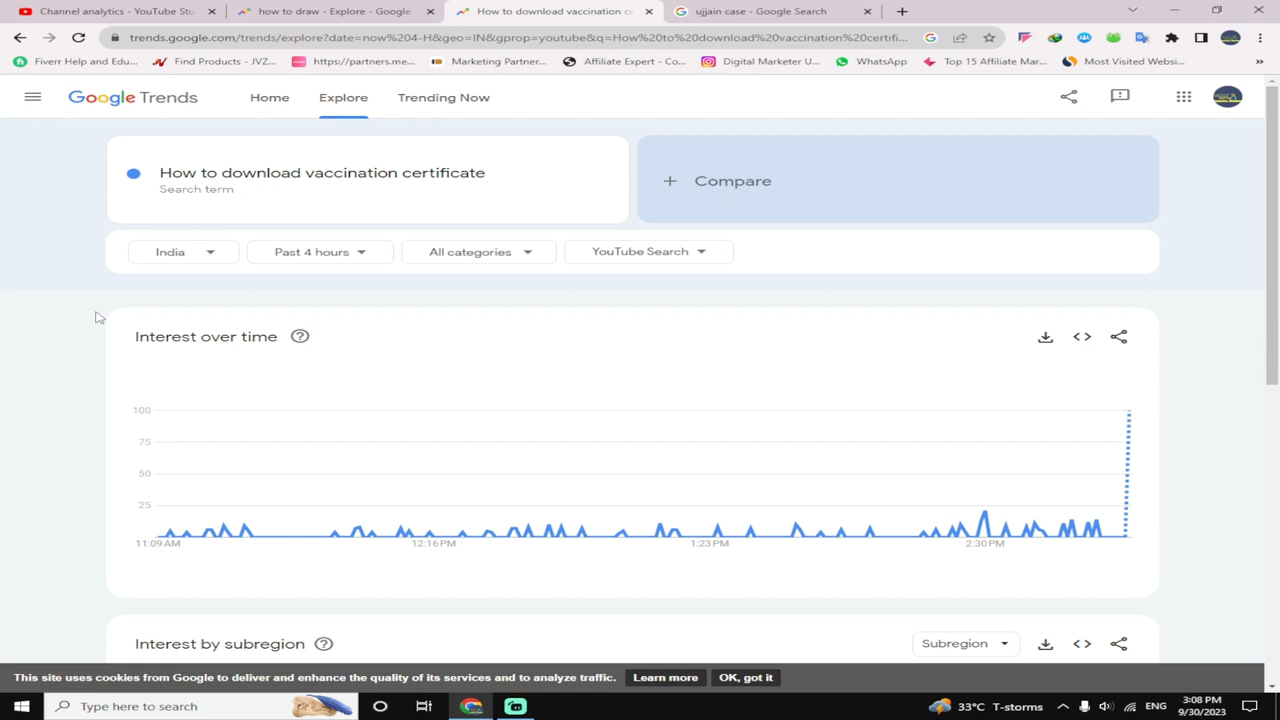 Channel analytics - YouTube Stu
how to draw - Explore - Google
How to download vaccination ce
ujjain case - Google Search
trends.google.com/trends/explore?date=now%204-H&geo=IN&gprop=youtube&q=How%20to%20download%20vaccination%20certifi...
Fiverr Help and Edu...
Find Products - JVZ...
https://partners.me...
Marketing Partner...
Affiliate Expert - Co...
Digital Marketer U...
WhatsApp
Top 15 Affiliate Mar...
Most Visited Websi...
»
Google Trends
Home
Explore
Trending Now
How to download vaccination certificate
Search term
+ Compare
India
Past 4 hours
All categories
YouTube Search
Interest over time
100
75
50
25
11:09 AM
12:16 PM
1:23 PM
2:30 PM
Interest by subregion
Subregion
This site uses cookies from Google to deliver and enhance the quality of its services and to analyze traffic.
Learn more
OK, got it
Type here to search
33°C T-storms
ENG
3:08 PM
9/30/2023